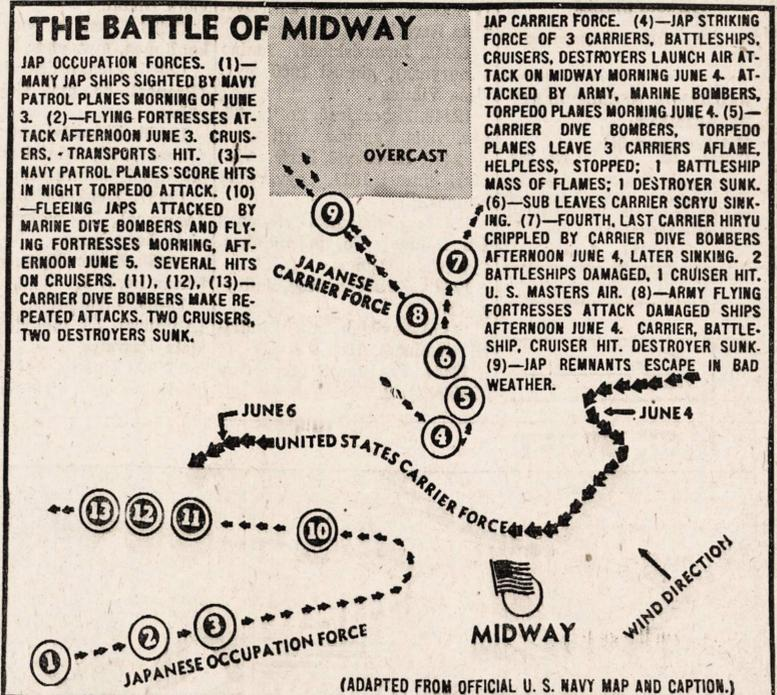 THE BATTLE OF MIDWAY
JAP OCCUPATION FORCES. (1)—
MANY JAP SHIPS SIGHTED BY NAVY
PATROL PLANES MORNING OF JUNE
3. (2)—FLYING FORTRESSES AT-
TACK AFTERNOON JUNE 3. CRUIS-
ERS, - TRANSPORTS HIT. (3)—
NAVY PATROL PLANES SCORE HITS
IN NIGHT TORPEDO ATTACK. (10)
—FLEEING JAPS ATTACKED BY
MARINE DIVE BOMBERS AND FLY-
ING FORTRESSES MORNING, AFT-
ERNOON JUNE 5. SEVERAL HITS
ON CRUISERS. (11), (12), (13)—
CARRIER DIVE BOMBERS MAKE RE-
PEATED ATTACKS. TWO CRUISERS,
TWO DESTROYERS SUNK.
JAP CARRIER FORCE. (4)—JAP STRIKING
FORCE OF 3 CARRIERS, BATTLESHIPS,
CRUISERS, DESTROYERS LAUNCH AIR AT-
TACK ON MIDWAY MORNING JUNE 4. AT-
TACKED BY ARMY, MARINE BOMBERS,
TORPEDO PLANES MORNING JUNE 4. (5)—
CARRIER DIVE BOMBERS, TORPEDO
PLANES LEAVE 3 CARRIERS AFLAME,
HELPLESS, STOPPED; 1 BATTLESHIP
MASS OF FLAMES; 1 DESTROYER SUNK.
(6)—SUB LEAVES CARRIER SCRYU SINK-
ING. (7)—FOURTH, LAST CARRIER HIRYU
CRIPPLED BY CARRIER DIVE BOMBERS
AFTERNOON JUNE 4, LATER SINKING. 2
BATTLESHIPS DAMAGED, 1 CRUISER HIT.
U. S. MASTERS AIR. (8)—ARMY FLYING
FORTRESSES ATTACK DAMAGED SHIPS
AFTERNOON JUNE 4. CARRIER, BATTLE-
SHIP, CRUISER HIT. DESTROYER SUNK-
(9)—JAP REMNANTS ESCAPE IN BAD
WEATHER.
OVERCAST
9
7
JAPANESE
CARRIER FORCE
8
6
5
4
JUNE 6
JUNE 4
UNITED STATES CARRIER FORCE
13 12 11 10
WIND DIRECTION
MIDWAY
1 2 3
JAPANESE OCCUPATION FORCE
(ADAPTED FROM OFFICIAL U. S. NAVY MAP AND CAPTION.)